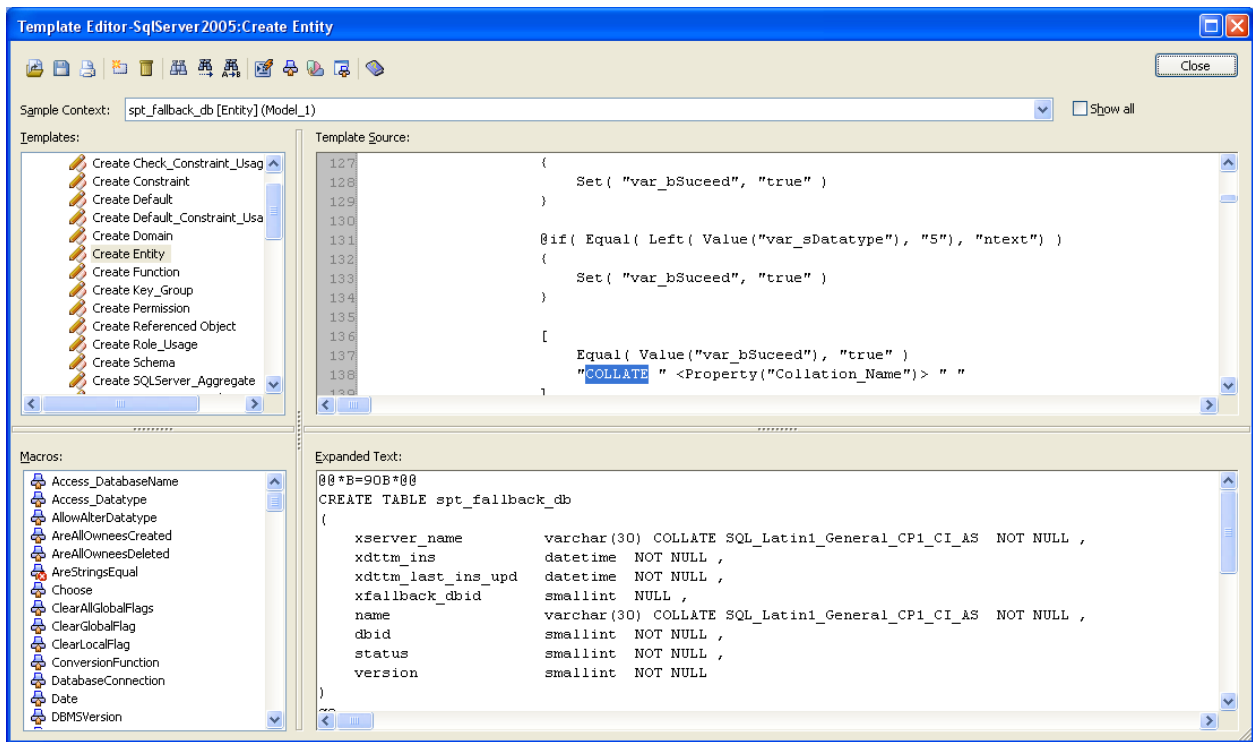 Template Editor-SqlServer2005:Create Entity
Close
Sample Context: spt_fallback_db [Entity] (Model_1) Show all
Templates:
Create Check_Constraint_Usag
Create Constraint
Create Default
Create Default_Constraint_Usa
Create Domain
Create Entity
Create Function
Create Key_Group
Create Permission
Create Referenced Object
Create Role_Usage
Create Schema
Create SQLServer_Aggregate
Template Source:
127 {
128 Set( "var_bSuceed", "true" )
129 }
130
131 @if( Equal( Left( Value("var_sDatatype"), "5"), "ntext") )
132 {
133 Set( "var_bSuceed", "true" )
134 }
135
136 [
137 Equal( Value("var_bSuceed"), "true" )
138 "COLLATE " <Property("Collation_Name")> " "
139 ]
Macros:
Access_DatabaseName
Access_Datatype
AllowAlterDatatype
AreAllOwneesCreated
AreAllOwneesDeleted
AreStringsEqual
Choose
ClearAllGlobalFlags
ClearGlobalFlag
ClearLocalFlag
ConversionFunction
DatabaseConnection
Date
DBMSVersion
Expanded Text:
@@*B=90B*@@
CREATE TABLE spt_fallback_db
(
xserver_name varchar(30) COLLATE SQL_Latin1_General_CP1_CI_AS NOT NULL ,
xdttm_ins datetime NOT NULL ,
xdttm_last_ins_upd datetime NOT NULL ,
xfallback_dbid smallint NULL ,
name varchar(30) COLLATE SQL_Latin1_General_CP1_CI_AS NOT NULL ,
dbid smallint NOT NULL ,
status smallint NOT NULL ,
version smallint NOT NULL
)
go